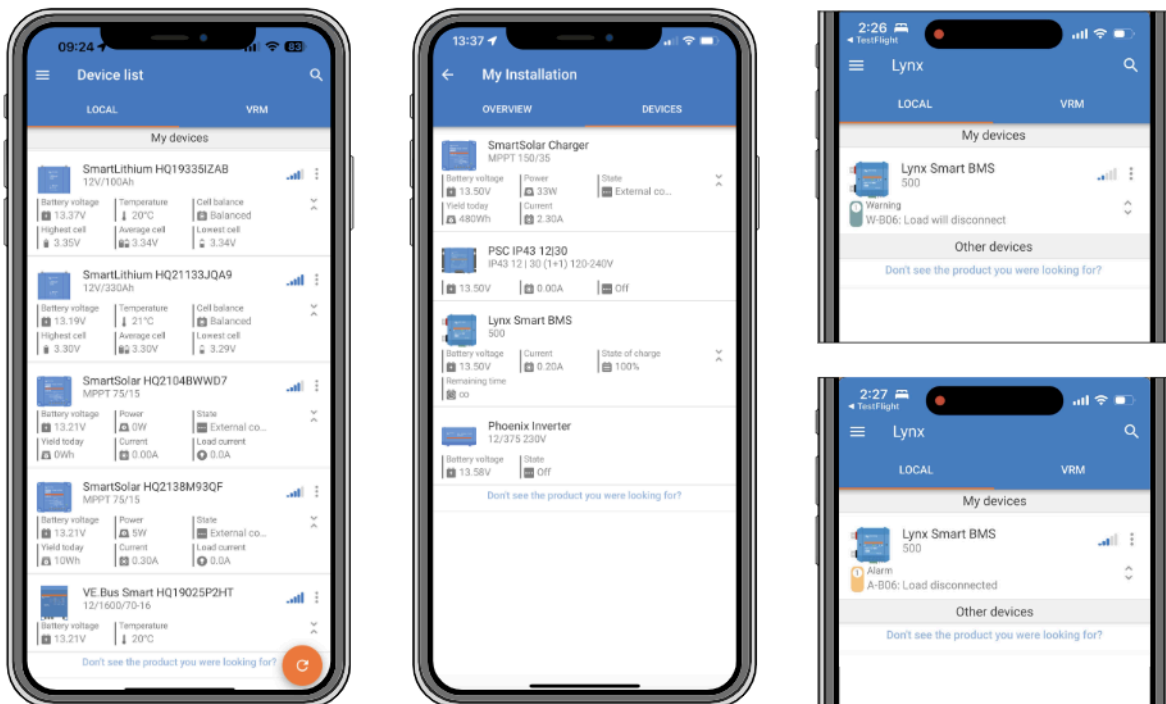 09:24
83
Device list
LOCAL VRM
My devices
SmartLithium HQ19335IZAB
12V/100Ah
Battery voltage Temperature Cell balance
13.37V 20°C Balanced
Highest cell Average cell Lowest cell
3.35V 3.34V 3.34V
SmartLithium HQ21133JQA9
12V/330Ah
Battery voltage Temperature Cell balance
13.19V 21°C Balanced
Highest cell Average cell Lowest cell
3.30V 3.30V 3.29V
SmartSolar HQ2104BWWD7
MPPT 75/15
Battery voltage Power State
13.21V 0W External co...
Yield today Current Load current
0Wh 0.00A 0.0A
SmartSolar HQ2138M93QF
MPPT 75/15
Battery voltage Power State
13.21V 5W External co...
Yield today Current Load current
10Wh 0.30A 0.0A
VE.Bus Smart HQ19025P2HT
12/1600/70-16
Battery voltage Temperature
13.21V 20°C
Don't see the product you were looking for?
13:37
My Installation
OVERVIEW DEVICES
SmartSolar Charger
MPPT 150/35
Battery voltage Power State
13.50V 33W External co...
Yield today Current
480Wh 2.30A
PSC IP43 12|30
IP43 12 | 30 (1+1) 120-240V
13.50V 0.00A Off
Lynx Smart BMS
500
Battery voltage Current State of charge
13.50V 0.20A 100%
Remaining time
∞
Phoenix Inverter
12/375 230V
Battery voltage State
13.58V Off
Don't see the product you were looking for?
2:26
TestFlight
Lynx
LOCAL VRM
My devices
Lynx Smart BMS
500
1 Warning
W-B06: Load will disconnect
Other devices
Don't see the product you were looking for?
2:27
TestFlight
Lynx
LOCAL VRM
My devices
Lynx Smart BMS
500
1 Alarm
A-B06: Load disconnected
Other devices
Don't see the product you were looking for?